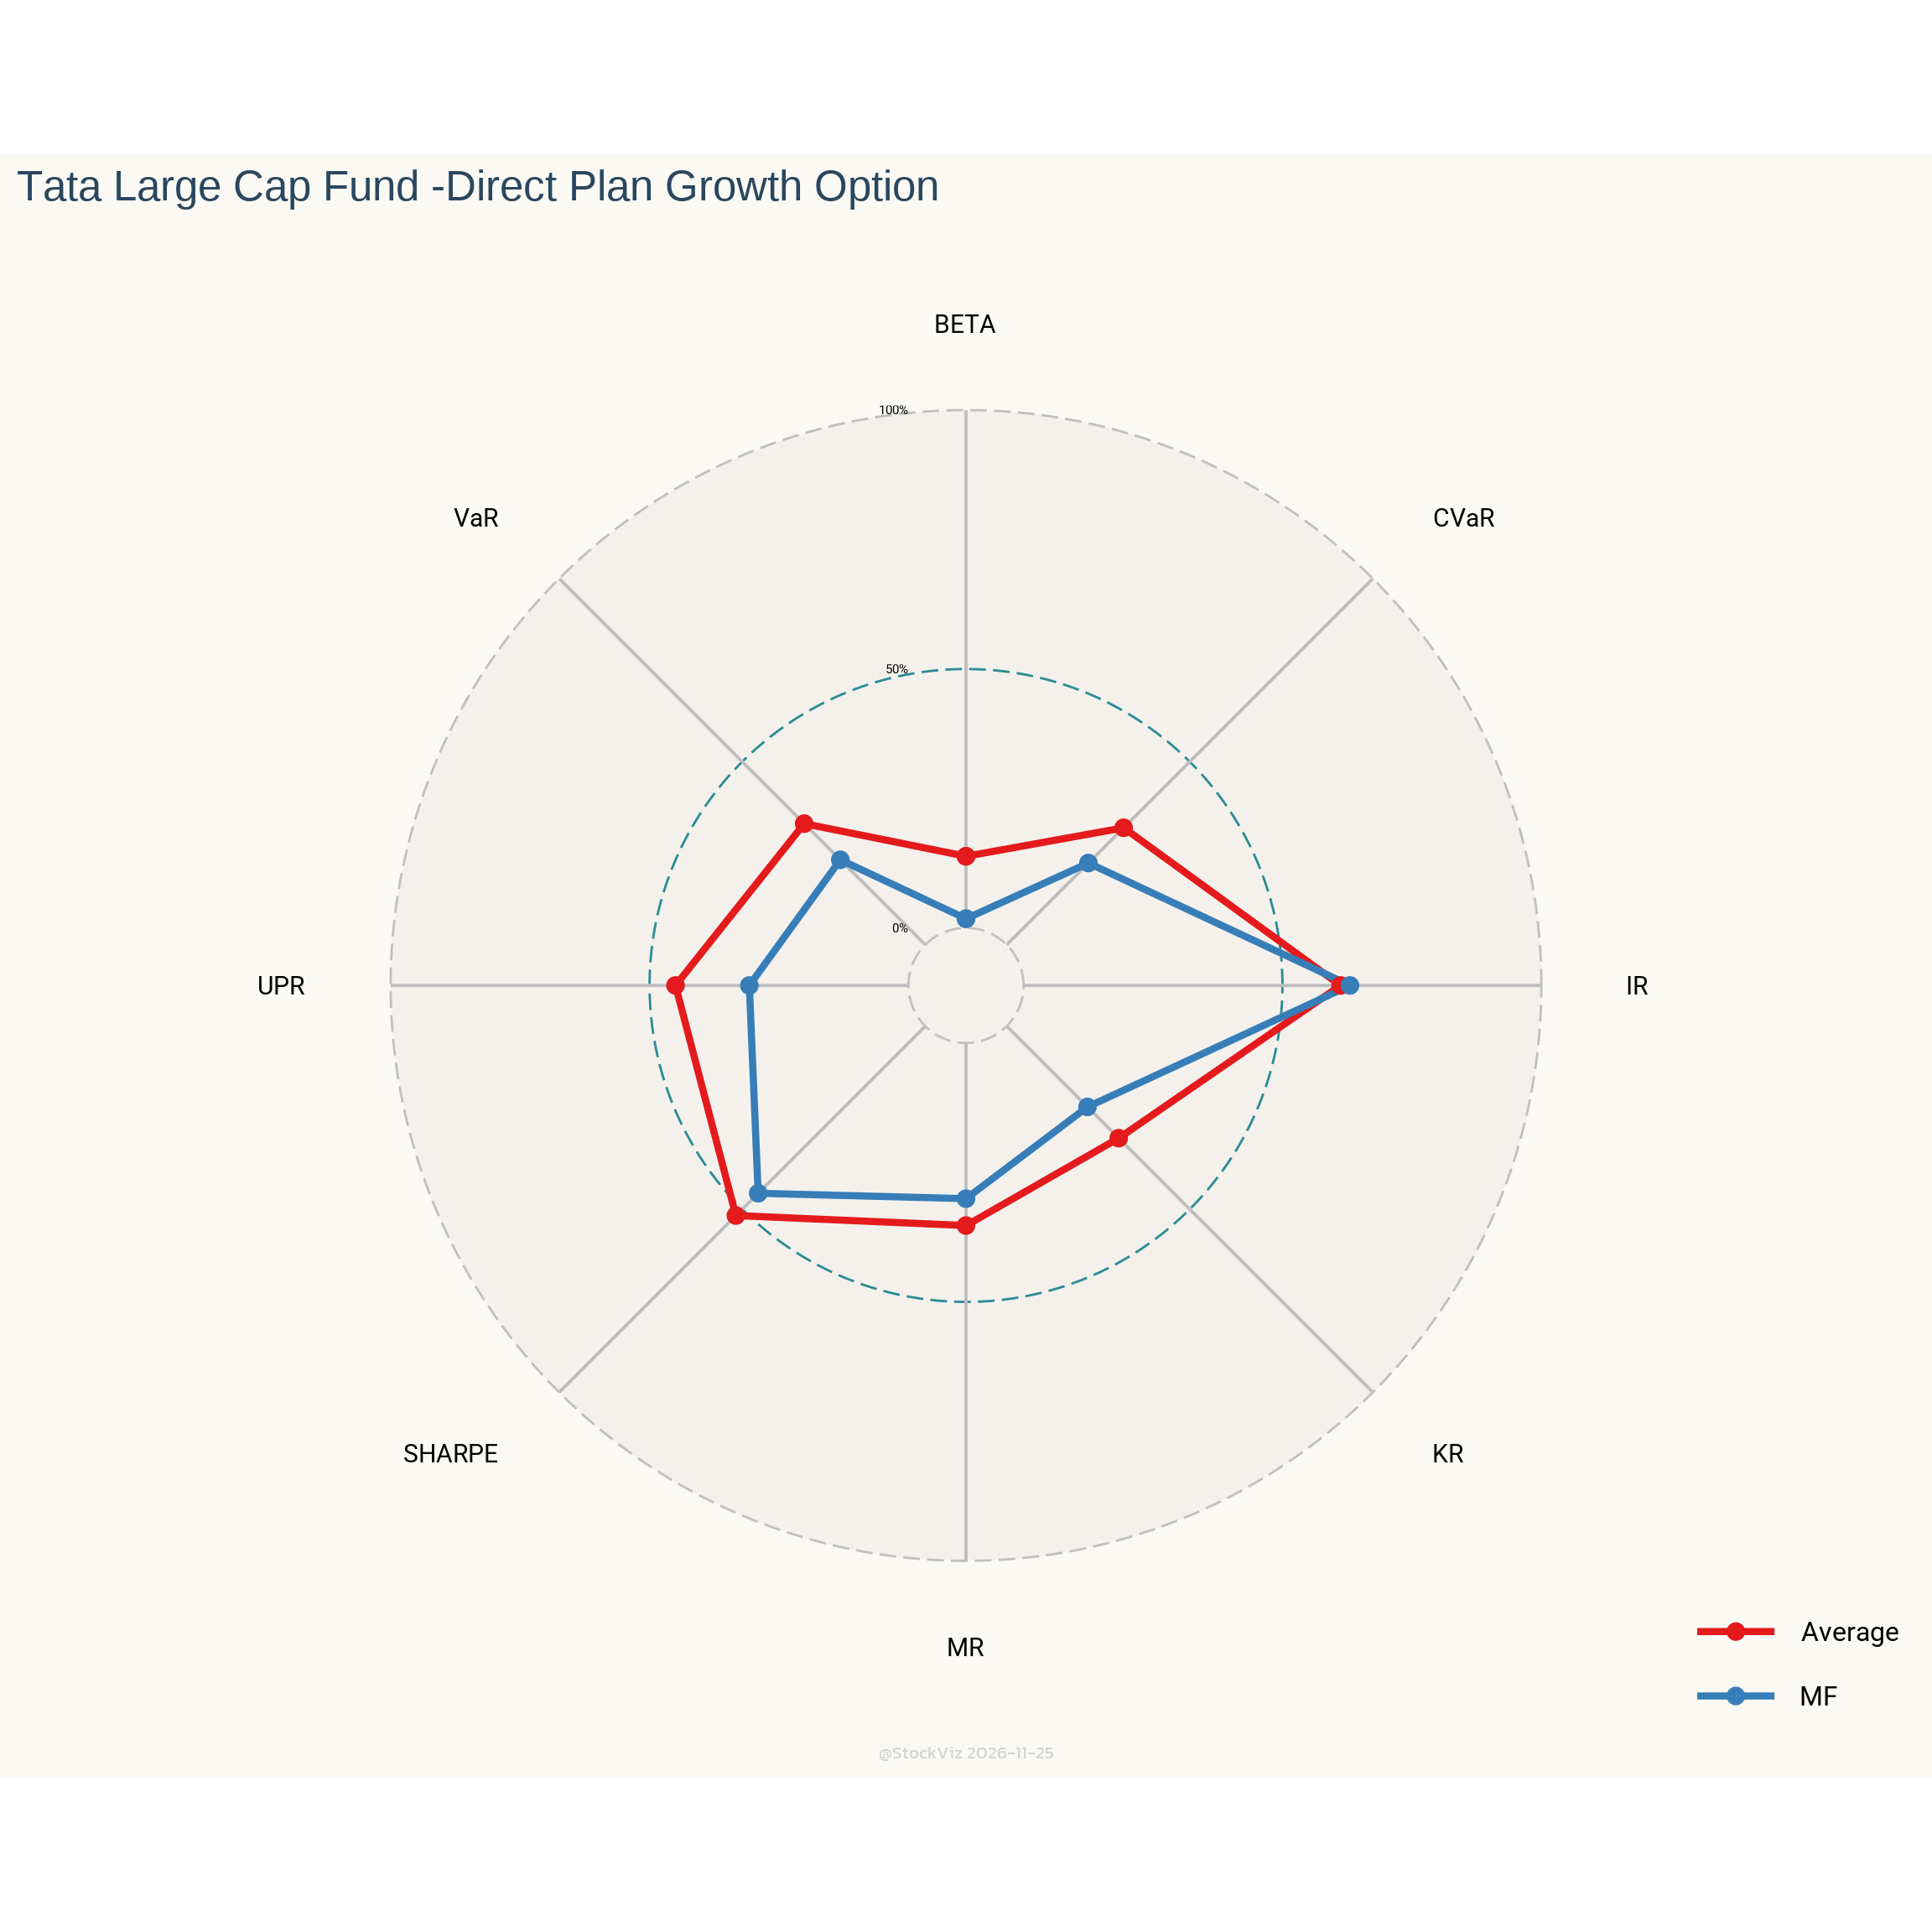 Tata Large Cap Fund -Direct Plan Growth Option
BETA
100%
VaR
CVaR
50%
0%
UPR
IR
SHARPE
KR
MR
Average
MF
@StockViz 2026-11-25